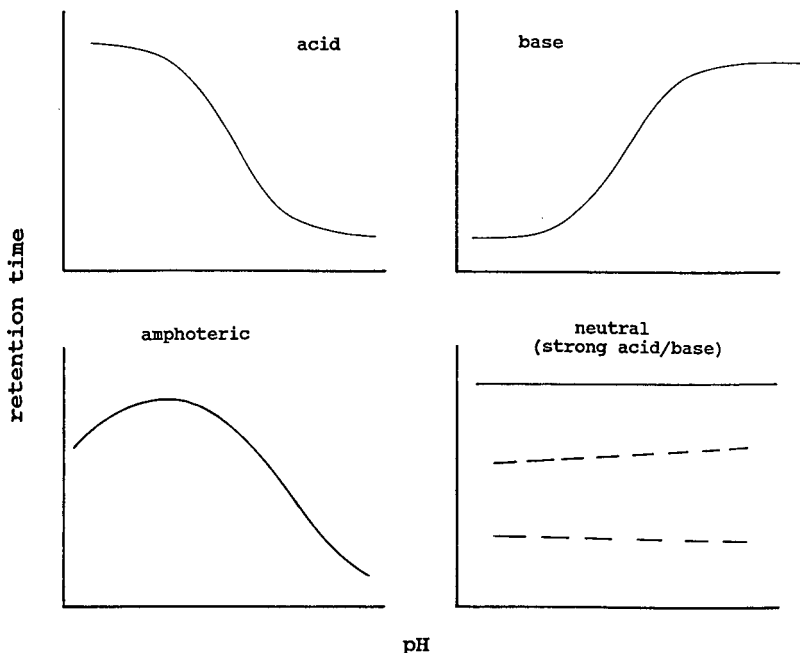 acid
base
retention time
amphoteric
neutral
(strong acid/base)
pH